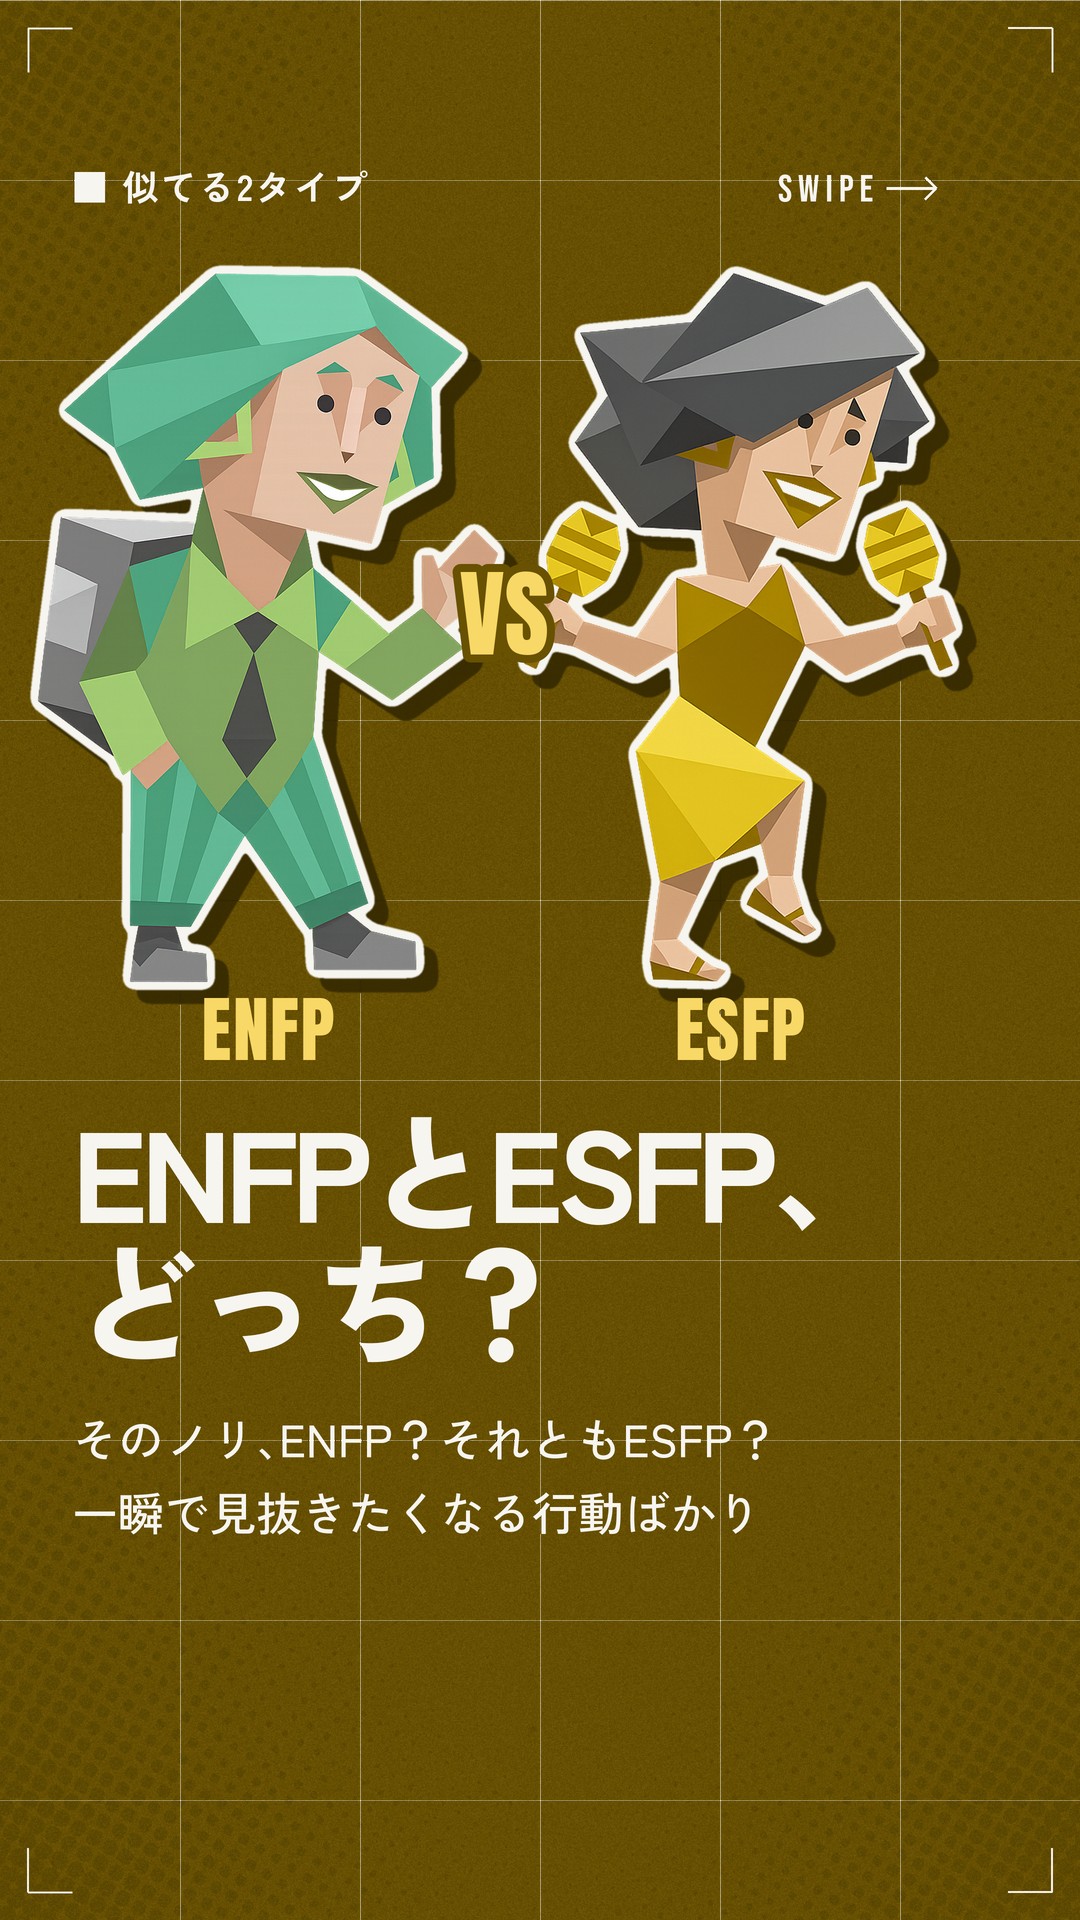 似てる2タイプ
SWIPE
VS
ENFP
ESFP
ENFPとESFP、
どっち？
そのノリ、ENFP？それともESFP？
一瞬で見抜きたくなる行動ばかり